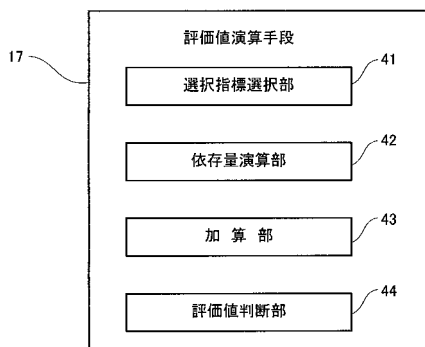 評価値演算手段
17
41
選択指標選択部
42
依存量演算部
43
加 算 部
44
評価値判断部